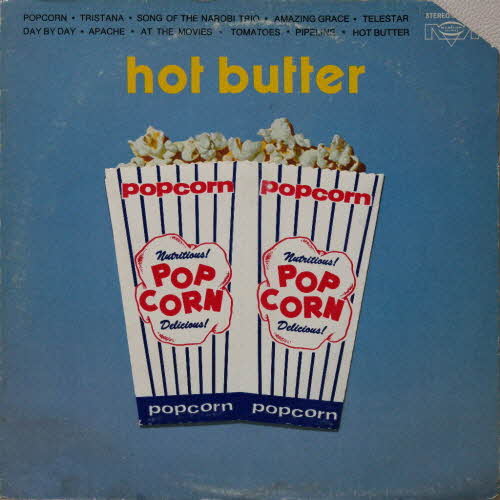 POPCORN • TRISTANA • SONG OF THE NAROBI TRIO • AMAZING GRACE • TELESTAR
DAY BY DAY • APACHE • AT THE MOVIES • TOMATOES • PIPELINE • HOT BUTTER
STEREO
hot butter
popcorn popcorn
Nutritious! Nutritious!
POP POP
CORN CORN
Delicious! Delicious!
popcorn popcorn